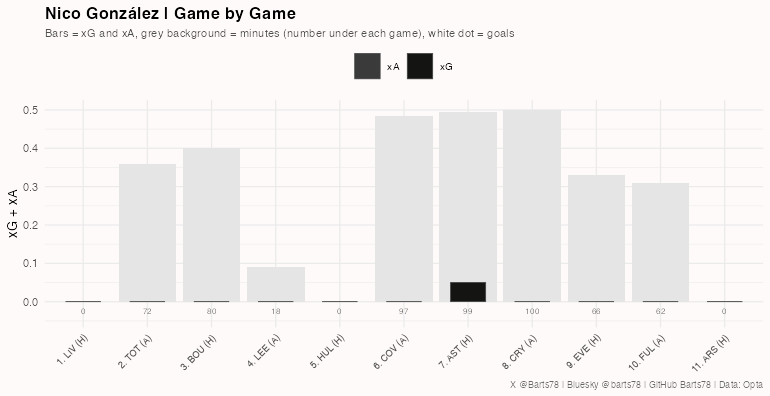 Nico González | Game by Game
Bars = xG and xA, grey background = minutes (number under each game), white dot = goals
xA xG
xG + xA
0.5
0.4
0.3
0.2
0.1
0.0
0 72 80 18 0 97 99 100 66 62 0
1. LIV (H) 2. TOT (A) 3. BOU (H) 4. LEE (A) 5. HUL (H) 6. COV (A) 7. AST (H) 8. CRY (A) 9. EVE (H) 10. FUL (A) 11. ARS (H)
X @Barts78 | Bluesky @barts78 | GitHub Barts78 | Data: Opta